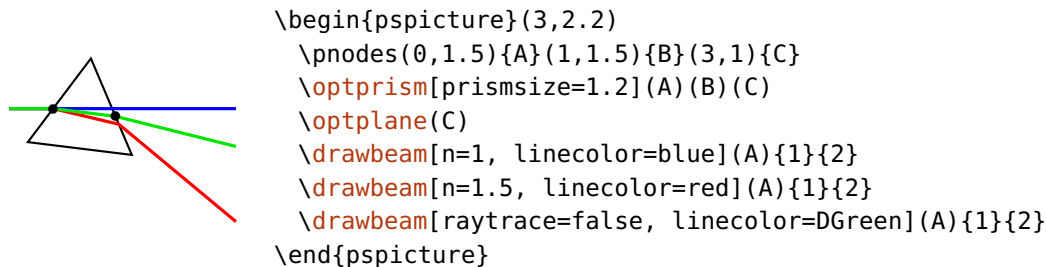 \begin{pspicture}(3,2.2)
  \pnodes(0,1.5){A}(1,1.5){B}(3,1){C}
  \optprism[prismsize=1.2](A)(B)(C)
  \optplane(C)
  \drawbeam[n=1, linecolor=blue](A){1}{2}
  \drawbeam[n=1.5, linecolor=red](A){1}{2}
  \drawbeam[raytrace=false, linecolor=DGreen](A){1}{2}
\end{pspicture}